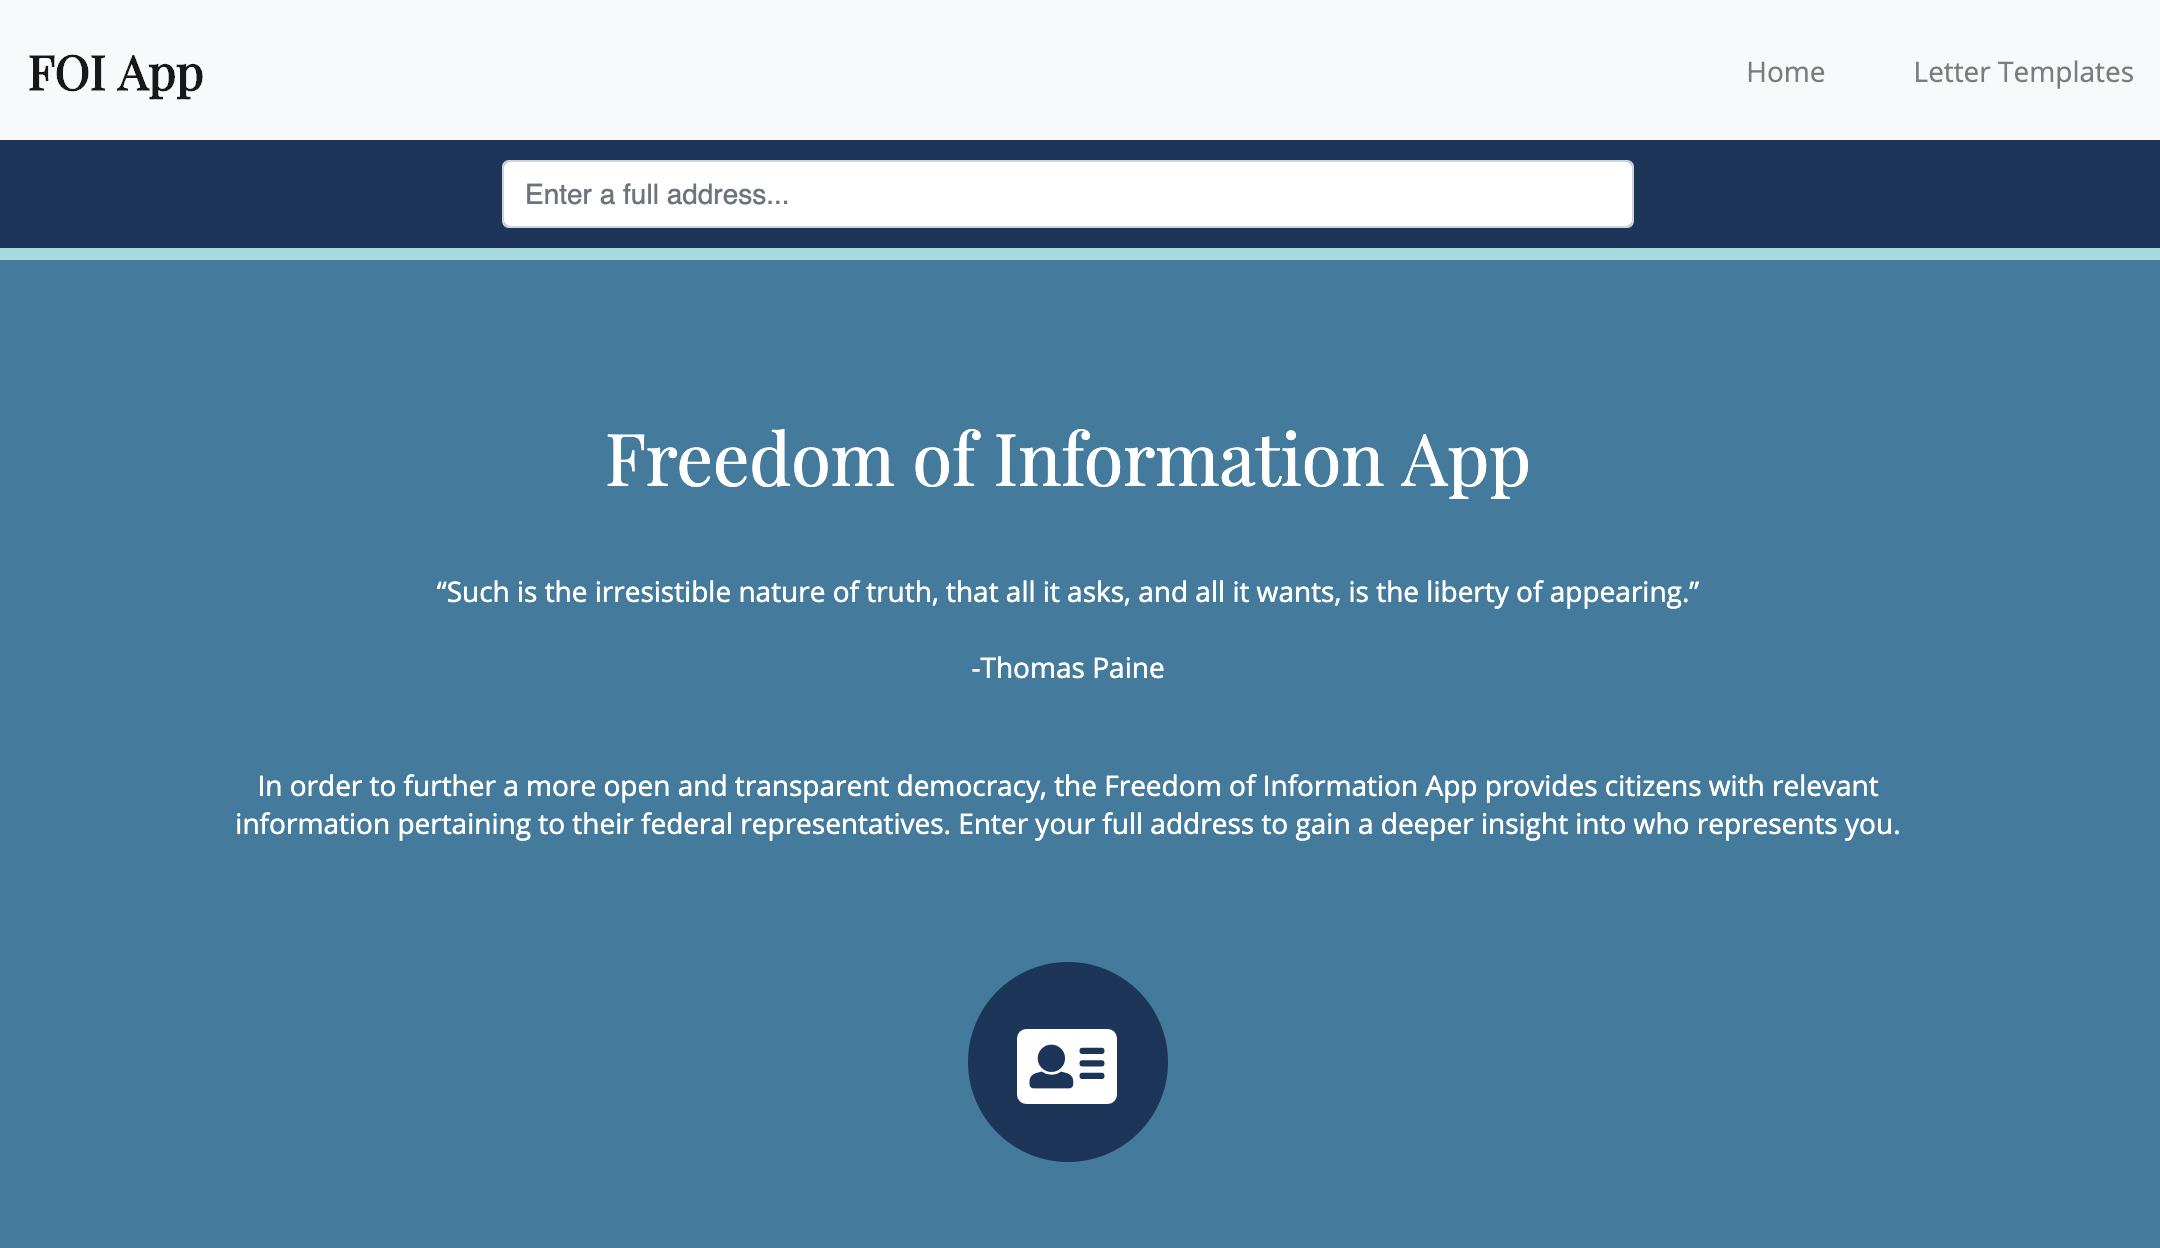 FOI App
Home
Letter Templates
Enter a full address...
Freedom of Information App
“Such is the irresistible nature of truth, that all it asks, and all it wants, is the liberty of appearing.”
-Thomas Paine
In order to further a more open and transparent democracy, the Freedom of Information App provides citizens with relevant
information pertaining to their federal representatives. Enter your full address to gain a deeper insight into who represents you.